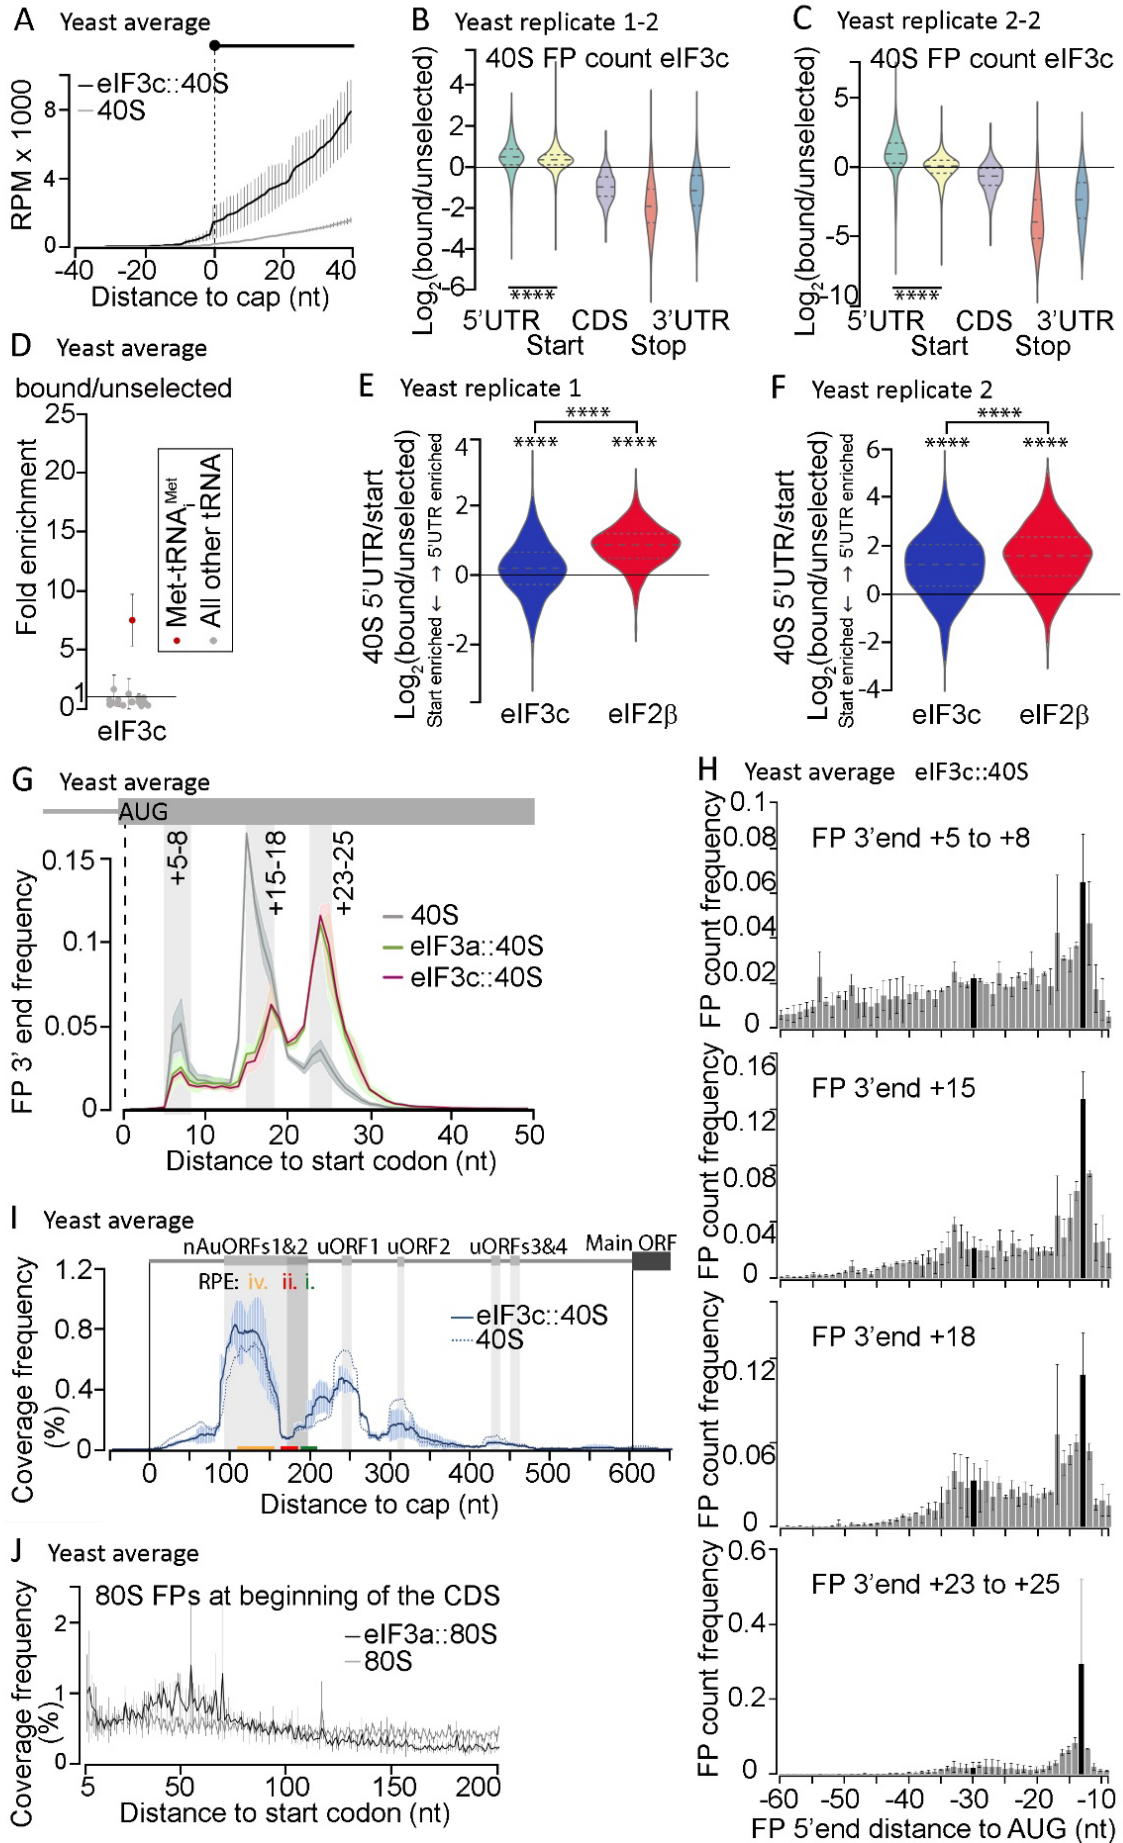 A Yeast average
eIF3c::40S
40S
RPM x 1000
8
4
0
-40 -20 0 20 40
Distance to cap (nt)
B Yeast replicate 1-2
40S FP count eIF3c
Log2(bound/unselected)
4
2
0
-2
-4
-6
****
5'UTR CDS 3'UTR
Start Stop
C Yeast replicate 2-2
40S FP count eIF3c
Log2(bound/unselected)
5
0
-5
-10
****
5'UTR CDS 3'UTR
Start Stop
D Yeast average
bound/unselected
Fold enrichment
25
20
15
10
5
1
0
Met-tRNAiMet
All other tRNA
eIF3c
E Yeast replicate 1
****
**** ****
40S 5'UTR/start
Log2(bound/unselected)
Start enriched ← → 5'UTR enriched
4
2
0
-2
eIF3c eIF2β
F Yeast replicate 2
****
**** ****
40S 5'UTR/start
Log2(bound/unselected)
Start enriched ← → 5'UTR enriched
6
4
2
0
-2
-4
eIF3c eIF2β
G Yeast average
AUG
+5-8
+15-18
+23-25
40S
eIF3a::40S
eIF3c::40S
FP 3' end frequency
0.15
0.1
0.05
0
0 10 20 30 40 50
Distance to start codon (nt)
H Yeast average eIF3c::40S
FP 3'end +5 to +8
FP count frequency
0.1
0.08
0.06
0.04
0.02
0
FP 3'end +15
FP count frequency
0.16
0.12
0.08
0.04
0
FP 3'end +18
FP count frequency
0.12
0.06
0
FP 3'end +23 to +25
FP count frequency
0.6
0.4
0.2
0
-60 -50 -40 -30 -20 -10
FP 5'end distance to AUG (nt)
I Yeast average
nAuORFs1&2 uORF1 uORF2 uORFs3&4 Main ORF
RPE: iv. ii. i.
eIF3c::40S
40S
Coverage frequency
(%)
1.2
0.8
0.4
0
0 100 200 300 400 500 600
Distance to cap (nt)
J Yeast average
80S FPs at beginning of the CDS
eIF3a::80S
80S
Coverage frequency
(%)
2
1
0
5 50 100 150 200
Distance to start codon (nt)